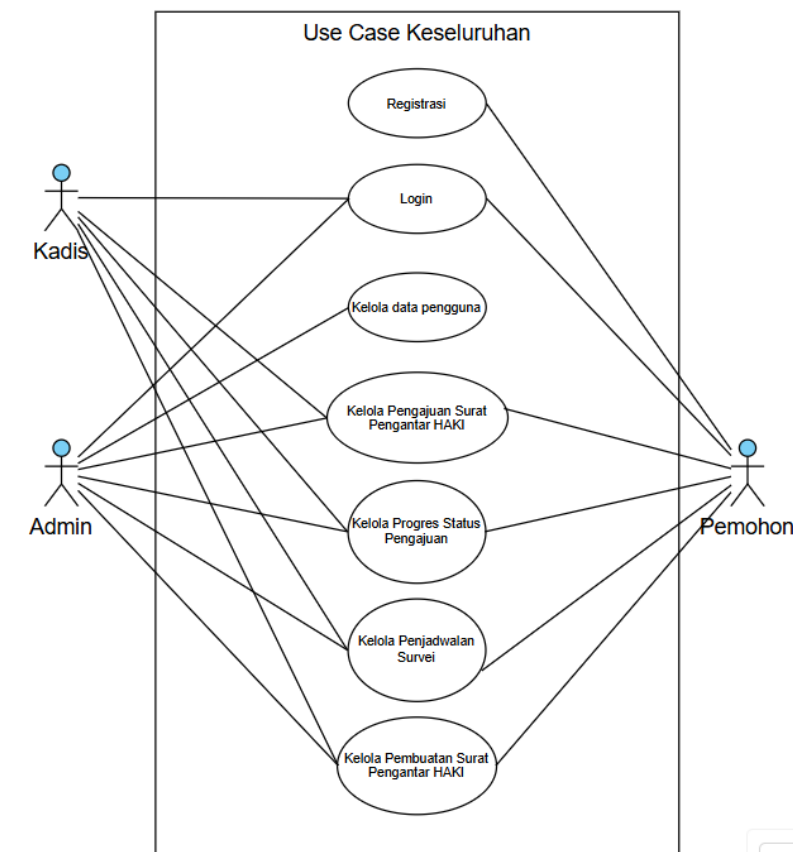 Use Case Keseluruhan
Registrasi
Kadis
Login
Kelola data pengguna
Kelola Pengajuan Surat
Pengantar HAKI
Admin
Kelola Progres Status
Pengajuan
Pemohon
Kelola Penjadwalan
Survei
Kelola Pembuatan Surat
Pengantar HAKI